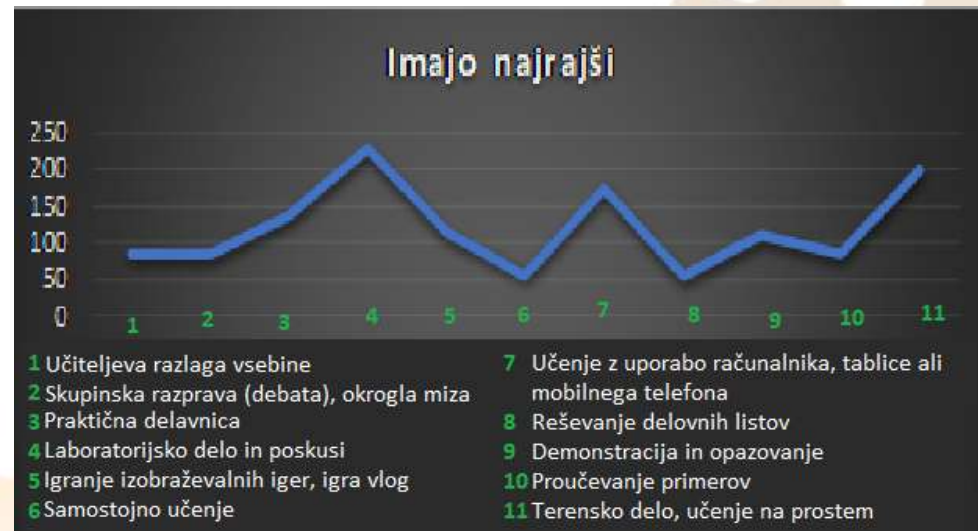 Imajo najrajši
250
200
150
100
50
0
1 2 3 4 5 6 7 8 9 10 11
1 Učiteljeva razlaga vsebine
2 Skupinska razprava (debata), okrogla miza
3 Praktična delavnica
4 Laboratorijsko delo in poskusi
5 Igranje izobraževalnih iger, igra vlog
6 Samostojno učenje
7 Učenje z uporabo računalnika, tablice ali
mobilnega telefona
8 Reševanje delovnih listov
9 Demonstracija in opazovanje
10 Proučevanje primerov
11 Terensko delo, učenje na prostem